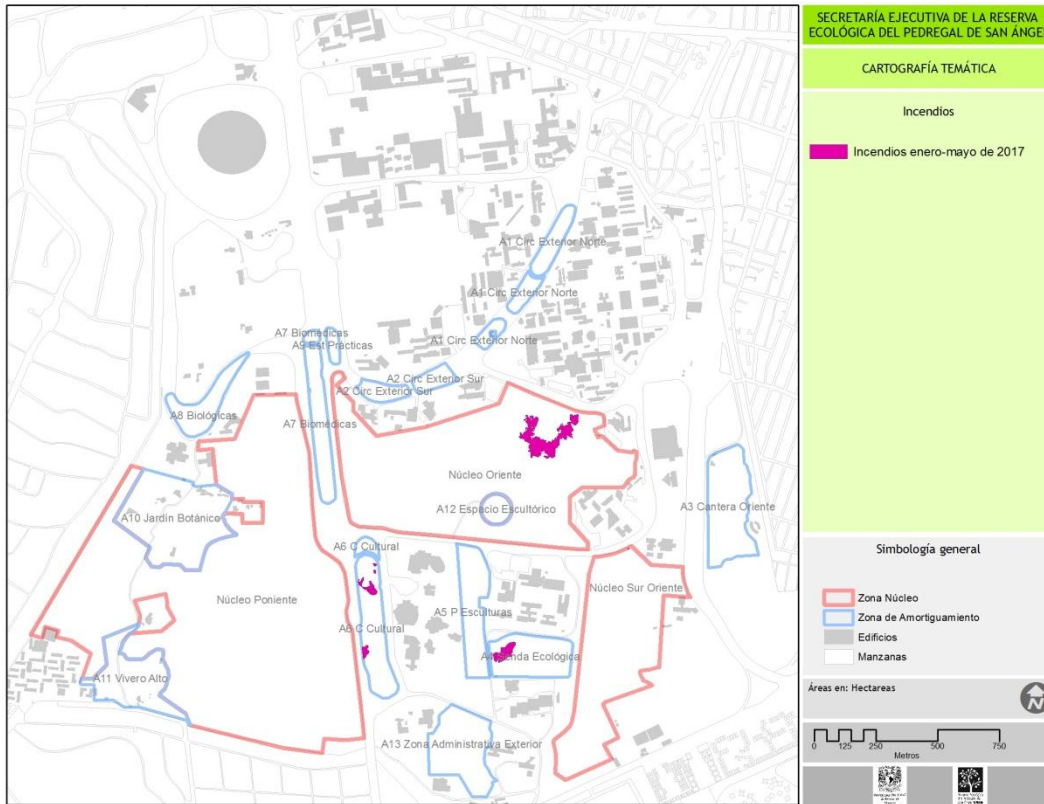 SECRETARÍA EJECUTIVA DE LA RESERVA
ECOLÓGICA DEL PEDREGAL DE SAN ÁNGEL
CARTOGRAFÍA TEMÁTICA
Incendios
Incendios enero-mayo de 2017
A1 Circ Exterior Norte
A1 Circ Exterior Norte
A1 Circ Exterior Norte
A7 Biomédicas
A9 Est Prácticas
A2 Circ Exterior Sur
A2 Circ Exterior Sur
A8 Biológicas
A7 Biomédicas
Núcleo Oriente
A12 Espacio Escultórico
A3 Cantera Oriente
A10 Jardín Botánico
A6 C Cultural
Núcleo Poniente
A5 P Esculturas
Núcleo Sur Oriente
A6 C Cultural
A4 Senda Ecológica
A11 Vivero Alto
A13 Zona Administrativa Exterior
Simbología general
Zona Núcleo
Zona de Amortiguamiento
Edificios
Manzanas
Áreas en: Hectareas
N
0 125 250 500 750
Metros